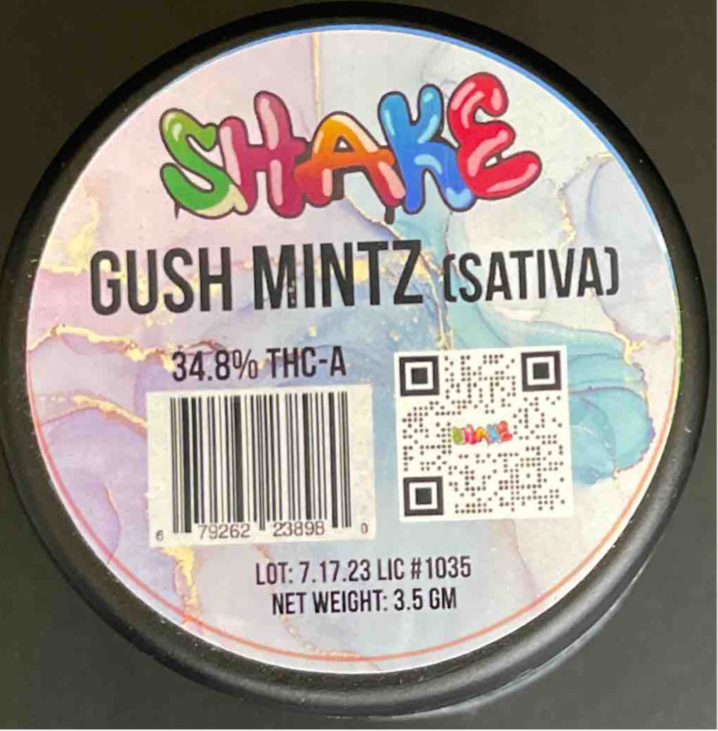 SHAKE
GUSH MINTZ (SATIVA)
34.8% THC-A
SHAKE
6 79262 23898 0
LOT: 7.17.23 LIC #1035
NET WEIGHT: 3.5 GM